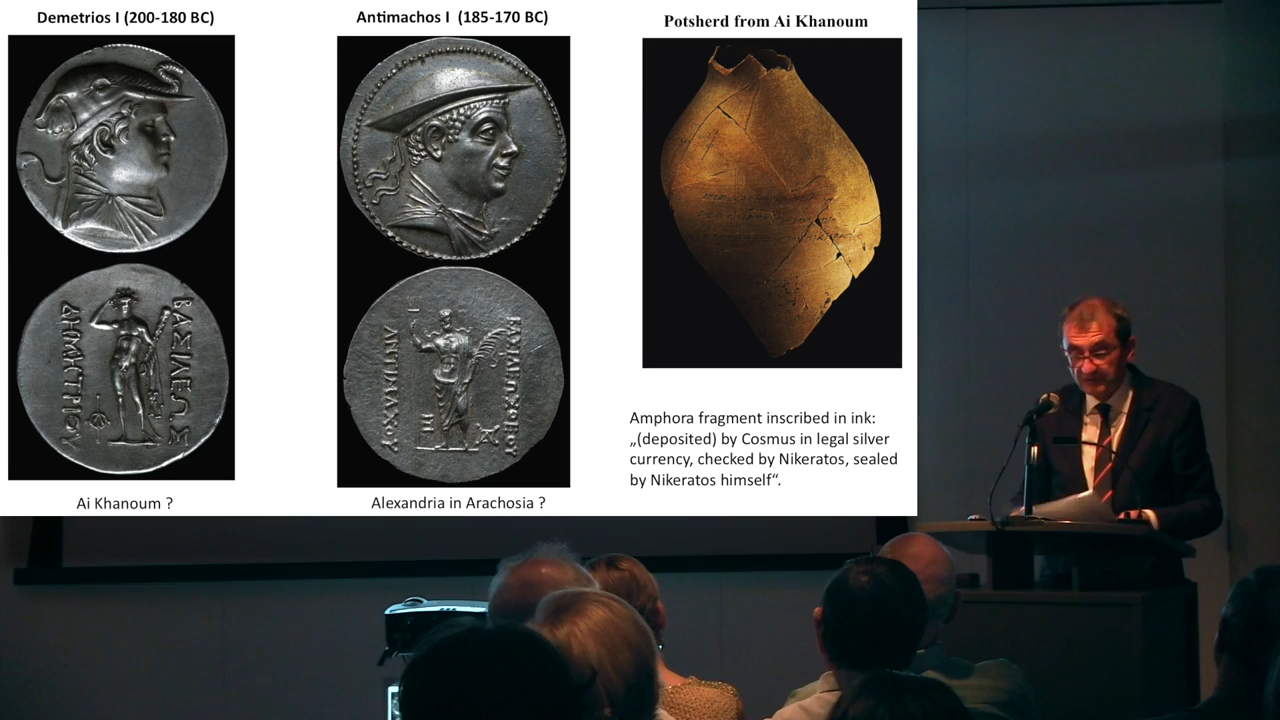 Demetrios I (200-180 BC)
Antimachos I (185-170 BC)
Potsherd from Ai Khanoum
ΒΑΣΙΛΕΩΣ
ΔΗΜΗΤΡΙΟΥ
ΒΑΣΙΛΕΩΣ ΘΕΟΥ
ΑΝΤΙΜΑΧΟΥ
Amphora fragment inscribed in ink:
„(deposited) by Cosmus in legal silver
currency, checked by Nikeratos, sealed
by Nikeratos himself“.
Ai Khanoum ?
Alexandria in Arachosia ?